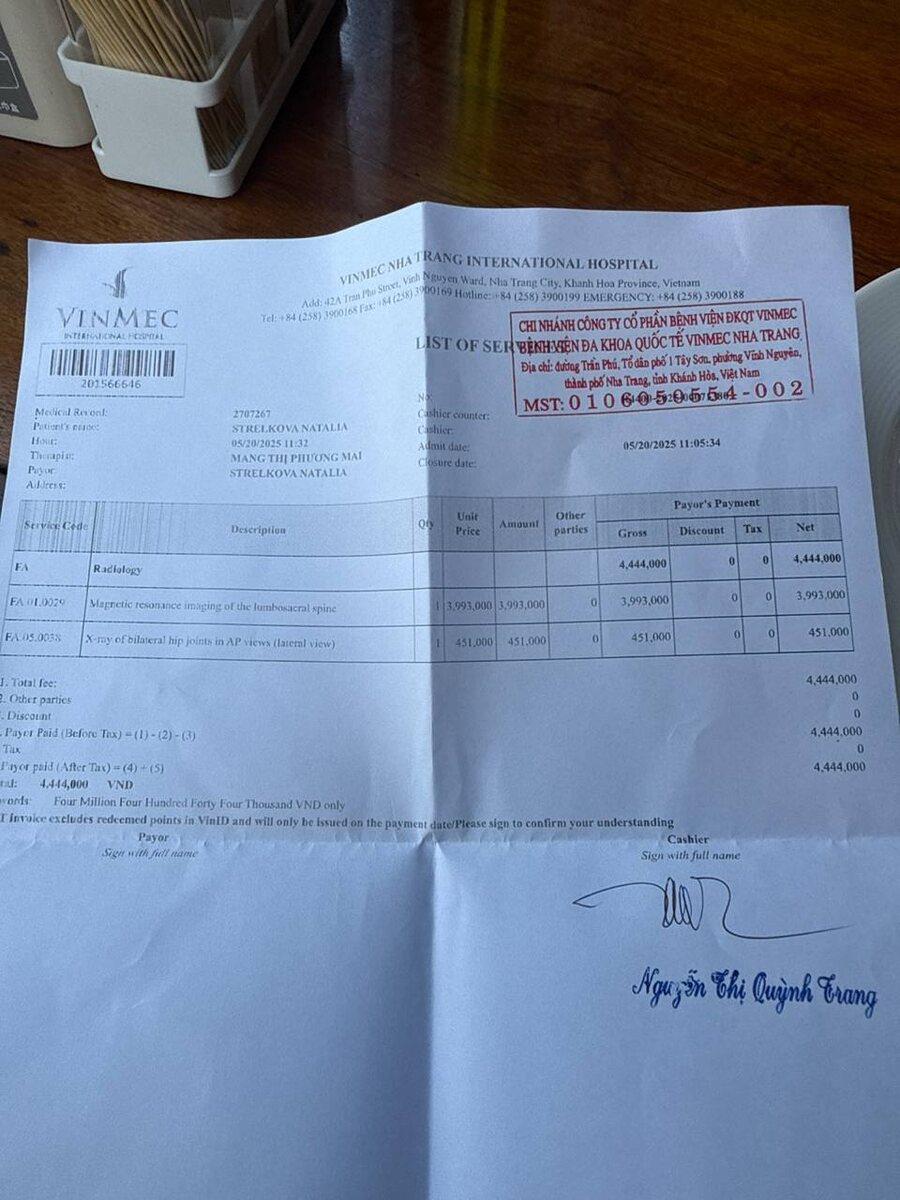 巾盒
VINMEC NHA TRANG INTERNATIONAL HOSPITAL
Add: 42A Tran Phu Street, Vinh Nguyen Ward, Nha Trang City, Khanh Hoa Province, Vietnam
Tel: +84 (258) 3900168 Fax: +84 (258) 3900169 Hotline: +84 (258) 3900199 EMERGENCY: +84 (258) 3900188
VINMEC
INTERNATIONAL HOSPITAL
201566646
LIST OF
CHI NHÁNH CÔNG TY CỔ PHẦN BỆNH VIỆN ĐKQT VINMEC
BỆNH VIỆN ĐA KHOA QUỐC TẾ VINMEC NHA TRANG
Địa chỉ: đường Trần Phú, Tổ dân phố 1 Tây Sơn, phường Vĩnh Nguyên,
thành phố Nha Trang, tỉnh Khánh Hòa, Việt Nam
MST: 0106050554-002
Medical Record: 2707267
Patient's name: STRELKOVA NATALIA
Hour: 05/20/2025 11:32
Therapist: MANG THỊ PHƯƠNG MAI
Payor: STRELKOVA NATALIA
Address:
No:
Cashier counter:
Cashier:
Admit date: 05/20/2025 11:05:34
Closure date:
Service Code Description Qty Unit Price Amount Other parties Payor's Payment
Gross Discount Tax Net
FA Radiology 4,444,000 0 0 4,444,000
FA.01.0029 Magnetic resonance imaging of the lumbosacral spine 1 3,993,000 3,993,000 0 3,993,000 0 0 3,993,000
FA.05.0038 X-ray of bilateral hip joints in AP views (lateral view) 1 451,000 451,000 0 451,000 0 0 451,000
1. Total fee: 4,444,000
2. Other parties 0
. Discount 0
. Payor Paid (Before Tax) = (1) - (2) - (3) 4,444,000
Tax 0
Payor paid (After Tax) = (4) + (5) 4,444,000
tal: 4,444,000 VND
words: Four Million Four Hundred Forty Four Thousand VND only
T invoice excludes redeemed points in VinID and will only be issued on the payment date/Please sign to confirm your understanding
Payor
Sign with full name
Cashier
Sign with full name
Nguyễn Thị Quỳnh Trang